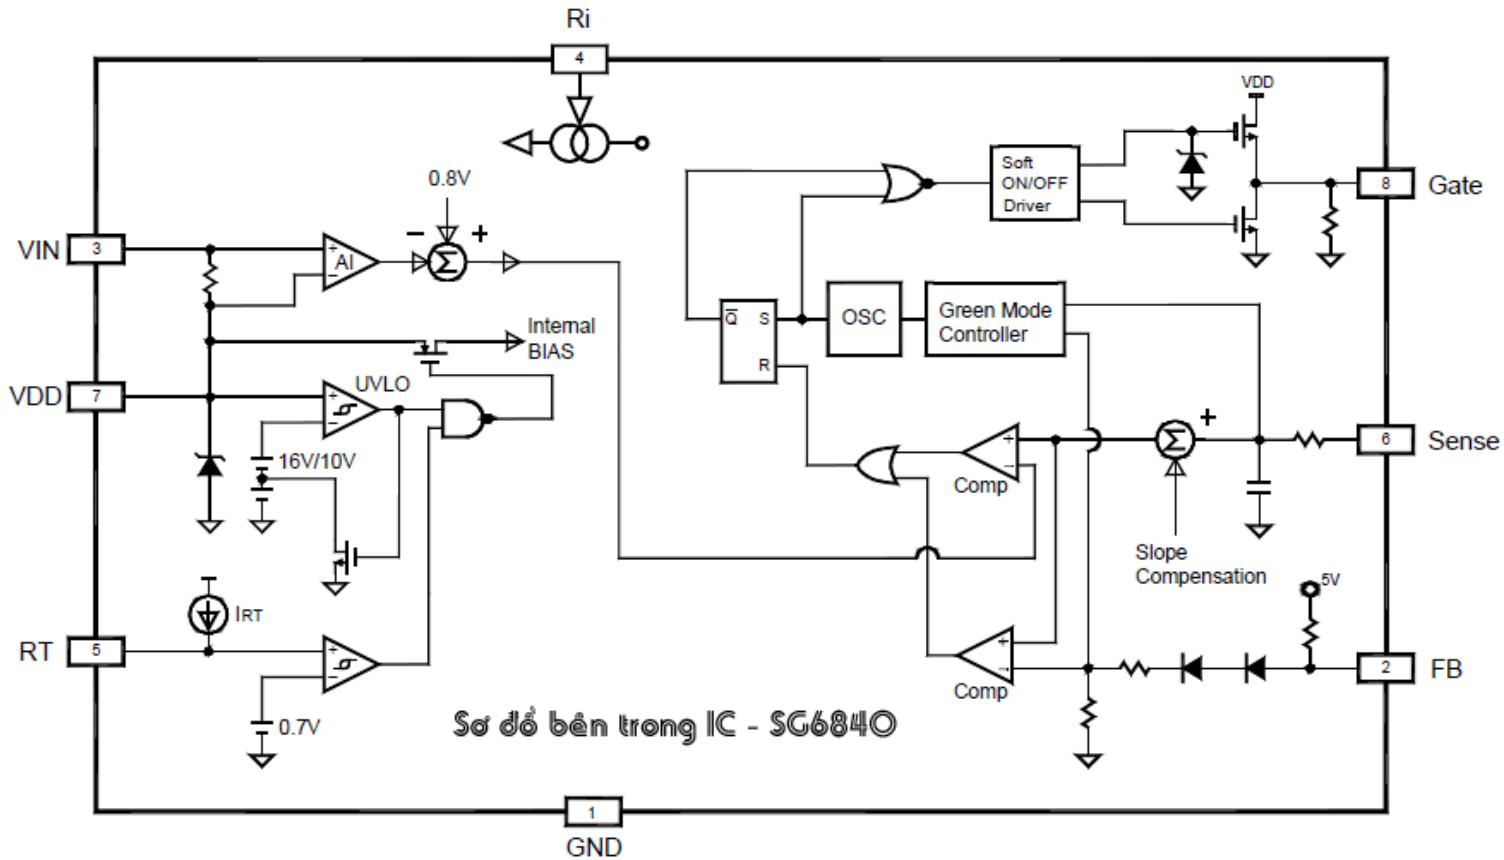 Ri
4
VDD
Soft
ON/OFF
Driver
8
Gate
0.8V
VIN
3
+
−
AI
−
+
Σ
Internal
BIAS
Q̅
S
R
OSC
Green Mode
Controller
VDD
7
UVLO
+
−
16V/10V
+
−
Comp
Σ
+
6
Sense
Slope
Compensation
5V
IRT
RT
5
+
−
0.7V
+
−
Comp
2
FB
Sơ đồ bên trong IC - SG6840
1
GND